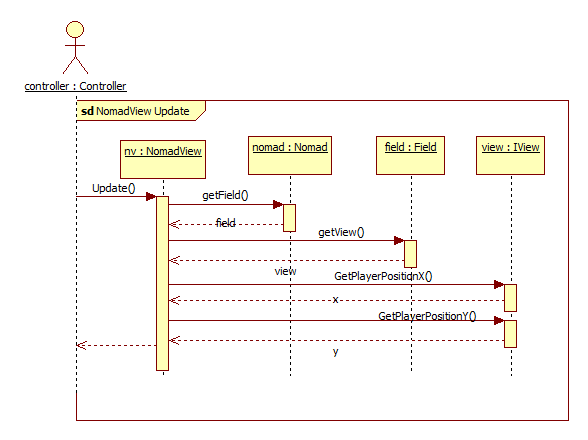 controller : Controller
sd NomadView Update
nv : NomadView
nomad : Nomad
field : Field
view : IView
Update()
getField()
field
getView()
view
GetPlayerPositionX()
x
GetPlayerPositionY()
y